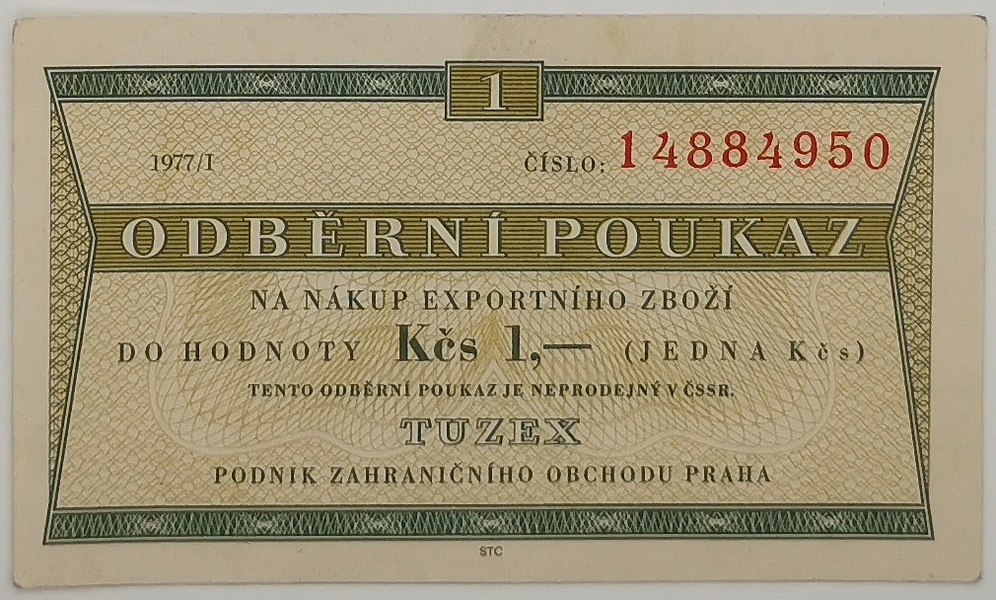 1
1977/I ČÍSLO: 14884950
ODBĚRNÍ POUKAZ
NA NÁKUP EXPORTNÍHO ZBOŽÍ
DO HODNOTY Kčs 1,— (JEDNA Kčs)
TENTO ODBĚRNÍ POUKAZ JE NEPRODEJNÝ V ČSSR.
TUZEX
PODNIK ZAHRANIČNÍHO OBCHODU PRAHA
STC